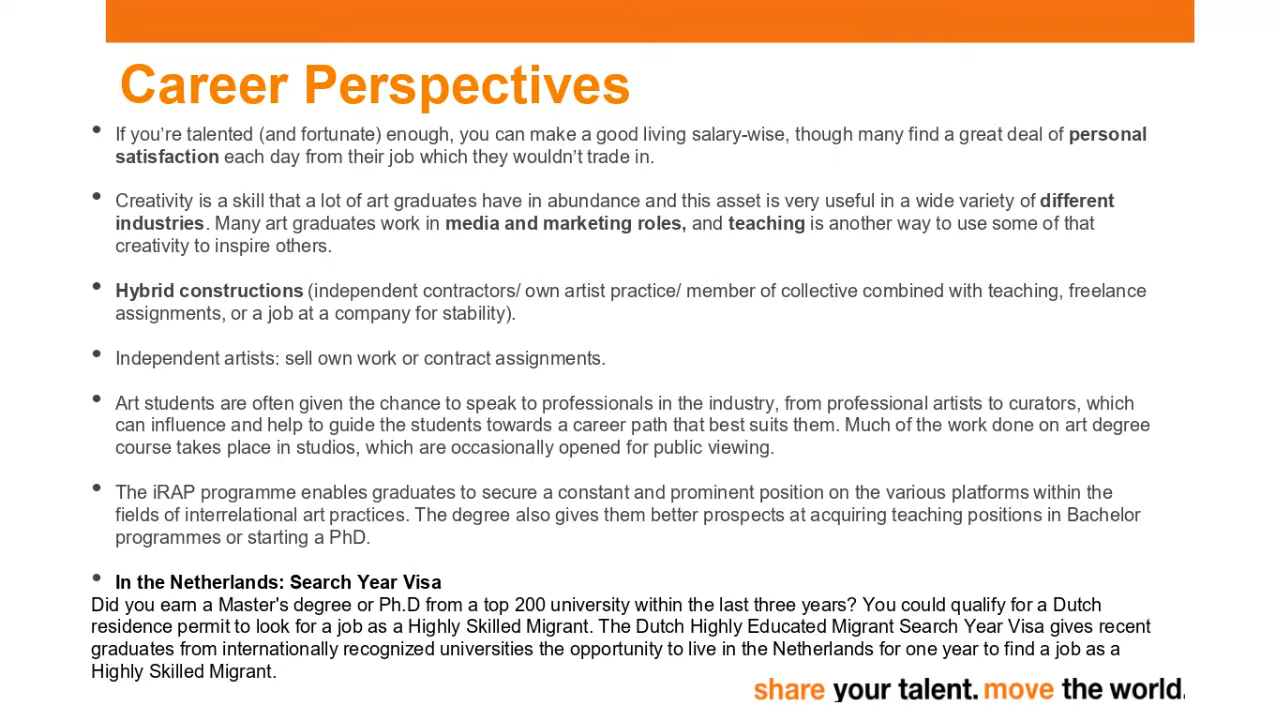 Career Perspectives
• If you’re talented (and fortunate) enough, you can make a good living salary-wise, though many find a great deal of personal
satisfaction each day from their job which they wouldn’t trade in.
• Creativity is a skill that a lot of art graduates have in abundance and this asset is very useful in a wide variety of different
industries. Many art graduates work in media and marketing roles, and teaching is another way to use some of that
creativity to inspire others.
• Hybrid constructions (independent contractors/ own artist practice/ member of collective combined with teaching, freelance
assignments, or a job at a company for stability).
• Independent artists: sell own work or contract assignments.
• Art students are often given the chance to speak to professionals in the industry, from professional artists to curators, which
can influence and help to guide the students towards a career path that best suits them. Much of the work done on art degree
course takes place in studios, which are occasionally opened for public viewing.
• The iRAP programme enables graduates to secure a constant and prominent position on the various platforms within the
fields of interrelational art practices. The degree also gives them better prospects at acquiring teaching positions in Bachelor
programmes or starting a PhD.
• In the Netherlands: Search Year Visa
Did you earn a Master's degree or Ph.D from a top 200 university within the last three years? You could qualify for a Dutch
residence permit to look for a job as a Highly Skilled Migrant. The Dutch Highly Educated Migrant Search Year Visa gives recent
graduates from internationally recognized universities the opportunity to live in the Netherlands for one year to find a job as a
Highly Skilled Migrant.
share your talent. move the world.